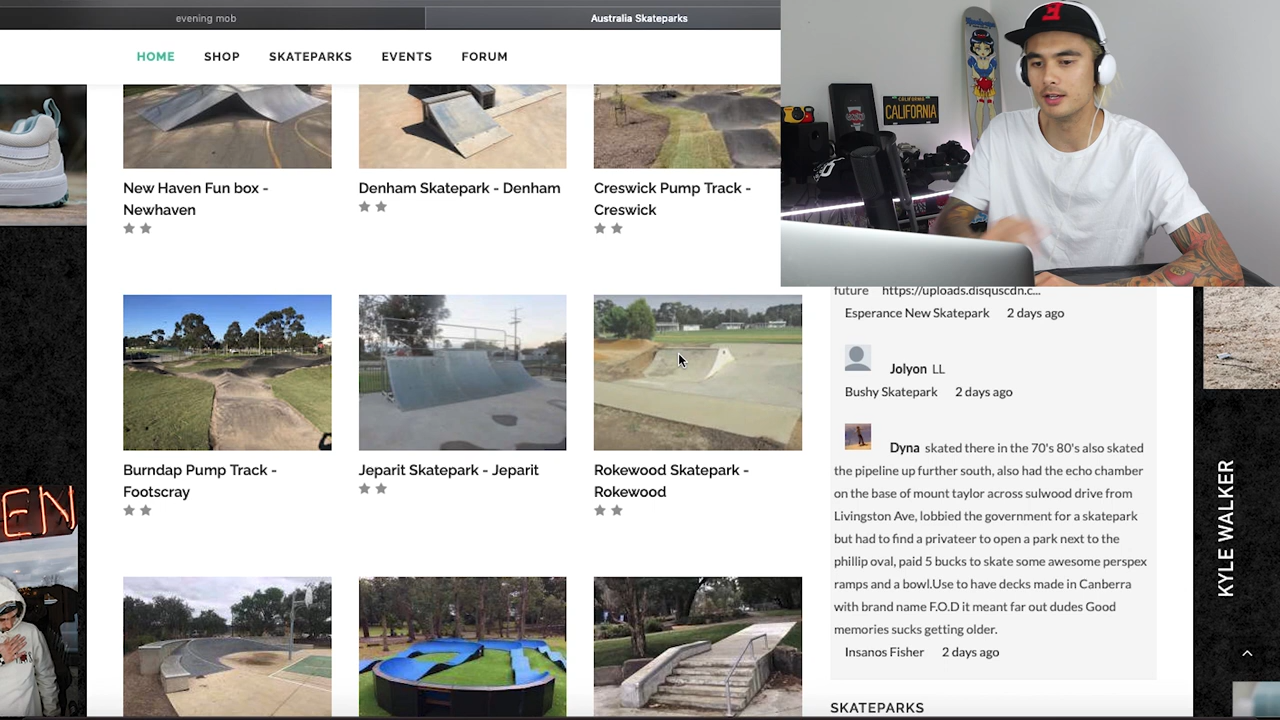 evening mob
Australia Skateparks
HOME SHOP SKATEPARKS EVENTS FORUM
CALIFORNIA
New Haven Fun box -
Newhaven
Denham Skatepark - Denham
Creswick Pump Track -
Creswick
future https://uploads.disquscdn.c...
Esperance New Skatepark 2 days ago
Jolyon LL
Bushy Skatepark 2 days ago
Burndap Pump Track -
Footscray
Jeparit Skatepark - Jeparit
Rokewood Skatepark -
Rokewood
Dyna skated there in the 70's 80's also skated
the pipeline up further south, also had the echo chamber
on the base of mount taylor across sulwood drive from
Livingston Ave, lobbied the government for a skatepark
but had to find a privateer to open a park next to the
phillip oval, paid 5 bucks to skate some awesome perspex
ramps and a bowl.Use to have decks made in Canberra
with brand name F.O.D it meant far out dudes Good
memories sucks getting older.
Insanos Fisher 2 days ago
SKATEPARKS
EN
KYLE WALKER